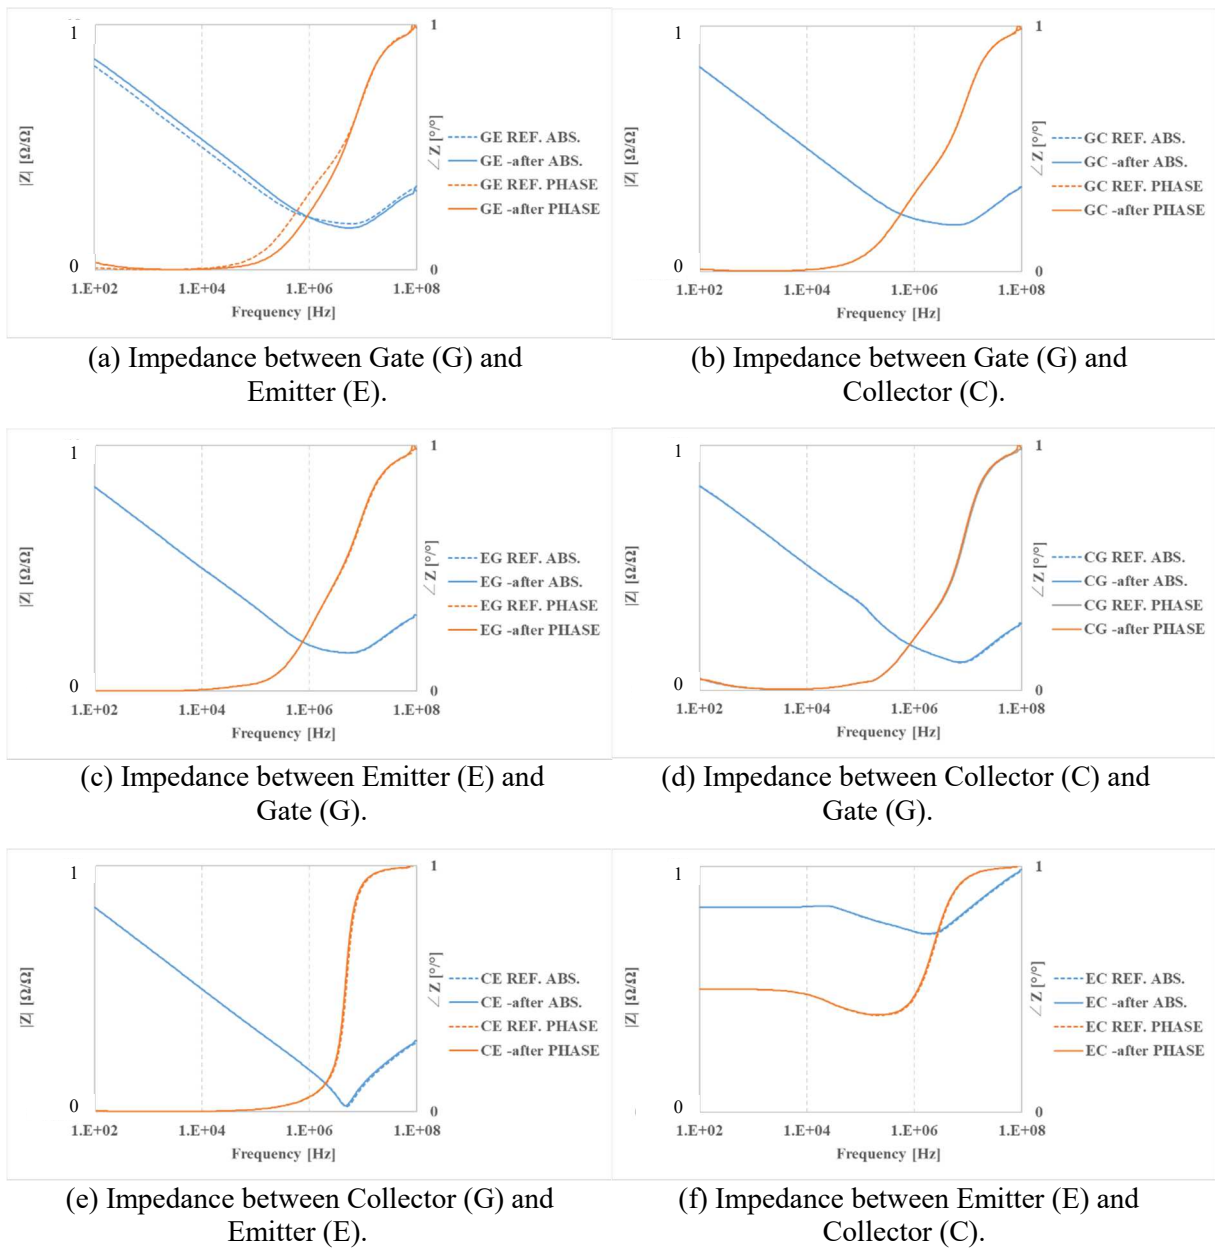 1
1
|Z| [Ω/Ω]
∠Z [°/°]
GE REF. ABS.
GE -after ABS.
GE REF. PHASE
GE -after PHASE
0
0
1.E+02 1.E+04 1.E+06 1.E+08
Frequency [Hz]
(a) Impedance between Gate (G) and
Emitter (E).
1
1
|Z| [Ω/Ω]
∠Z [°/°]
GC REF. ABS.
GC -after ABS.
GC REF. PHASE
GC -after PHASE
0
0
1.E+02 1.E+04 1.E+06 1.E+08
Frequency [Hz]
(b) Impedance between Gate (G) and
Collector (C).
1
1
|Z| [Ω/Ω]
∠Z [°/°]
EG REF. ABS.
EG -after ABS.
EG REF. PHASE
EG -after PHASE
0
0
1.E+02 1.E+04 1.E+06 1.E+08
Frequency [Hz]
(c) Impedance between Emitter (E) and
Gate (G).
1
1
|Z| [Ω/Ω]
∠Z [°/°]
CG REF. ABS.
CG -after ABS.
CG REF. PHASE
CG -after PHASE
0
0
1.E+02 1.E+04 1.E+06 1.E+08
Frequency [Hz]
(d) Impedance between Collector (C) and
Gate (G).
1
1
|Z| [Ω/Ω]
∠Z [°/°]
CE REF. ABS.
CE -after ABS.
CE REF. PHASE
CE -after PHASE
0
0
1.E+02 1.E+04 1.E+06 1.E+08
Frequency [Hz]
(e) Impedance between Collector (G) and
Emitter (E).
1
1
|Z| [Ω/Ω]
∠Z [°/°]
EC REF. ABS.
EC -after ABS.
EC REF. PHASE
EC -after PHASE
0
0
1.E+02 1.E+04 1.E+06 1.E+08
Frequency [Hz]
(f) Impedance between Emitter (E) and
Collector (C).